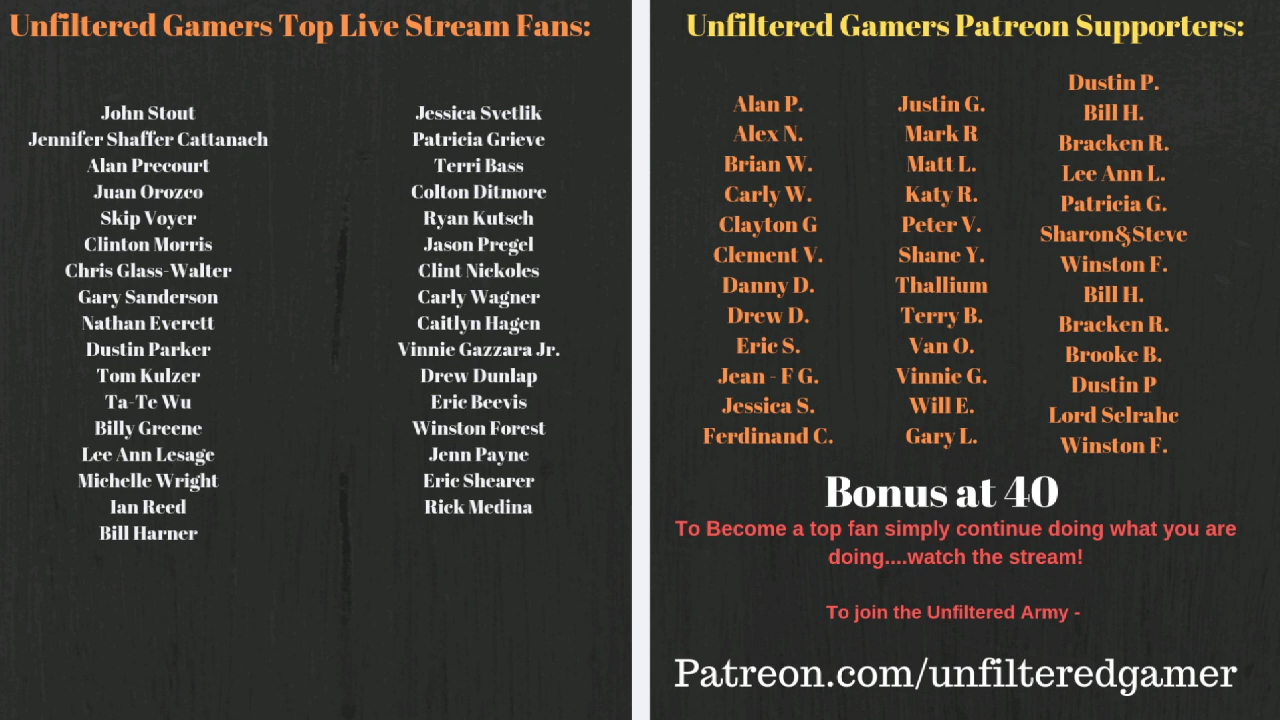 Unfiltered Gamers Top Live Stream Fans:
John Stout
Jennifer Shaffer Cattanach
Alan Precourt
Juan Orozco
Skip Voyer
Clinton Morris
Chris Glass-Walter
Gary Sanderson
Nathan Everett
Dustin Parker
Tom Kulzer
Ta-Te Wu
Billy Greene
Lee Ann Lesage
Michelle Wright
Ian Reed
Bill Harner
Jessica Svetlik
Patricia Grieve
Terri Bass
Colton Ditmore
Ryan Kutsch
Jason Pregel
Clint Nickoles
Carly Wagner
Caitlyn Hagen
Vinnie Gazzara Jr.
Drew Dunlap
Eric Beevis
Winston Forest
Jenn Payne
Eric Shearer
Rick Medina
Unfiltered Gamers Patreon Supporters:
Alan P.
Alex N.
Brian W.
Carly W.
Clayton G
Clement V.
Danny D.
Drew D.
Eric S.
Jean - F G.
Jessica S.
Ferdinand C.
Justin G.
Mark R
Matt L.
Katy R.
Peter V.
Shane Y.
Thallium
Terry B.
Van O.
Vinnie G.
Will E.
Gary L.
Dustin P.
Bill H.
Bracken R.
Lee Ann L.
Patricia G.
Sharon&Steve
Winston F.
Bill H.
Bracken R.
Brooke B.
Dustin P
Lord Selrahc
Winston F.
Bonus at 40
To Become a top fan simply continue doing what you are
doing....watch the stream!
To join the Unfiltered Army -
Patreon.com/unfilteredgamer